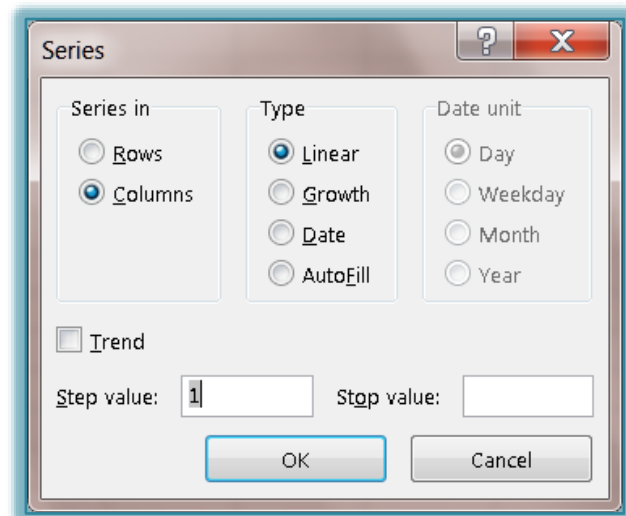 Series
Series in
Rows
Columns
Type
Linear
Growth
Date
AutoFill
Date unit
Day
Weekday
Month
Year
Trend
Step value: 1
Stop value:
OK
Cancel